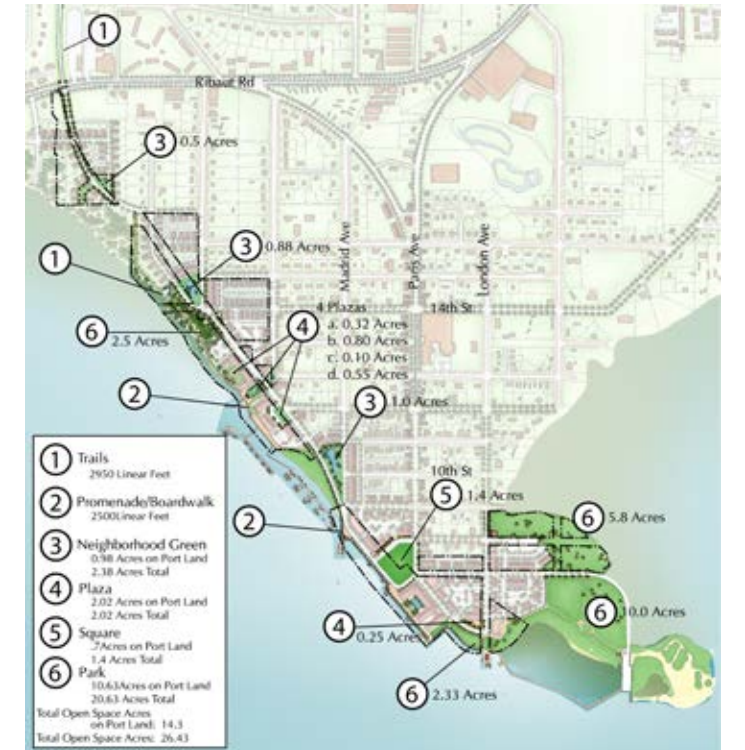 1
Ribaut Rd
3 0.5 Acres
3 0.88 Acres
Madrid Ave
Paris Ave
London Ave
1
6
2.5 Acres
4 Plazas
4
a. 0.32 Acres
b. 0.80 Acres
c. 0.10 Acres
d. 0.55 Acres
14th St
2
3 1.0 Acres
10th St
5 1.4 Acres
6 5.8 Acres
2
6 10.0 Acres
4
0.25 Acres
6 2.33 Acres
1 Trails
2950 Linear Feet
2 Promenade/Boardwalk
2500Linear Feet
3 Neighborhood Green
0.98 Acres on Port Land
2.38 Acres Total
4 Plaza
2.02 Acres on Port Land
2.02 Acres Total
5 Square
.7Acres on Port Land
1.4 Acres Total
6 Park
10.63Acres on Port Land
20.63 Acres Total
Total Open Space Acres
on Port Land: 14.3
Total Open Space Acres: 26.43